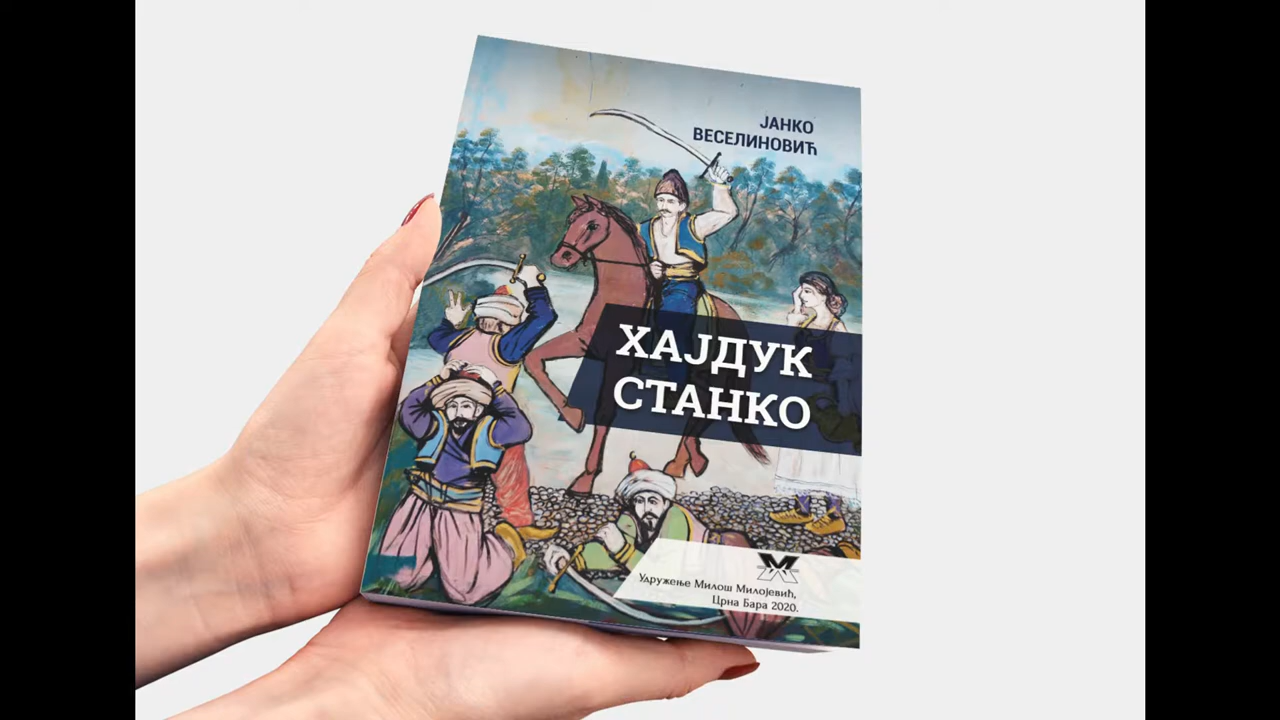 ЈАНКО
ВЕСЕЛИНОВИЋ
ХАЈДУК
СТАНКО
Удружење Милош Милојевић,
Црна Бара 2020.